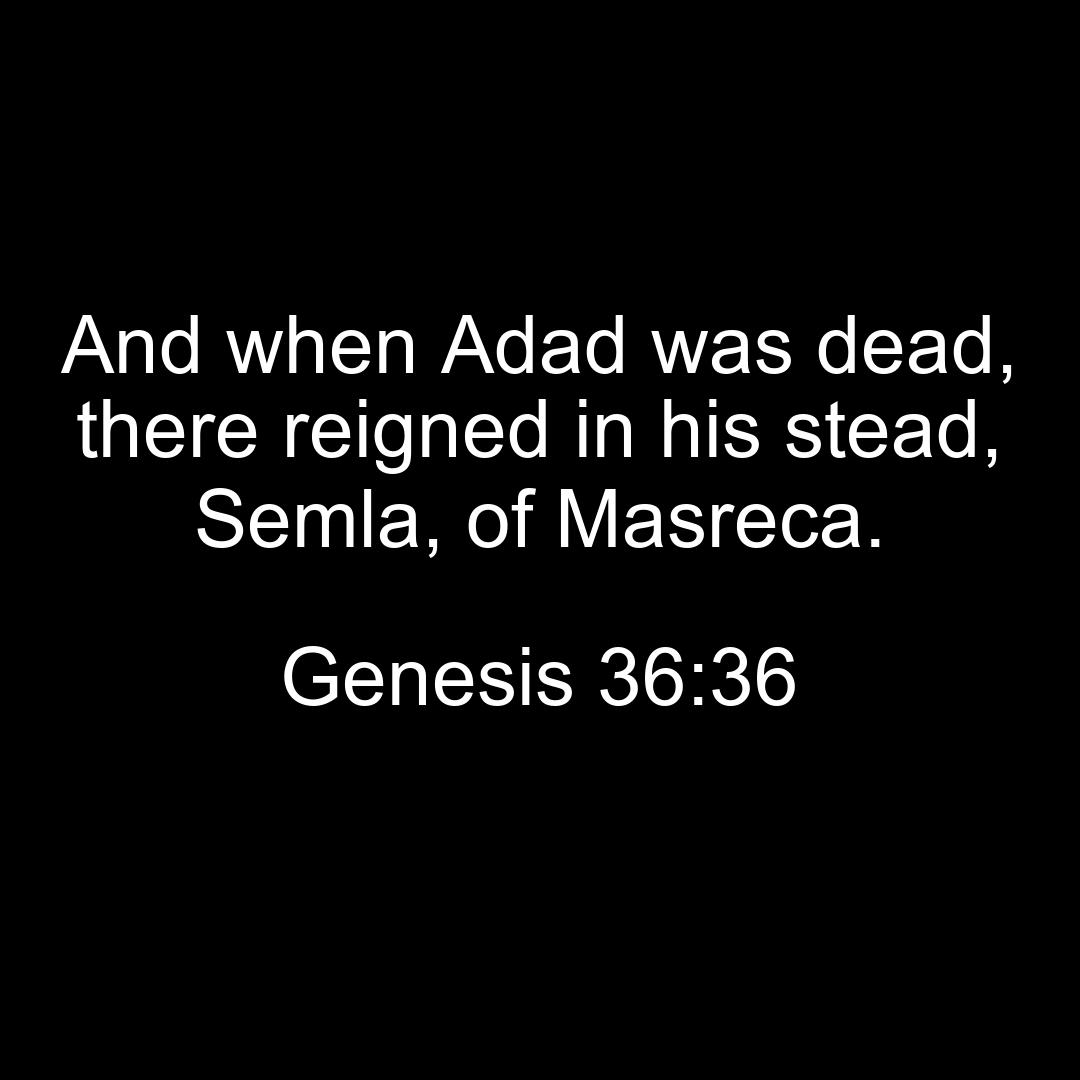 And when Adad was dead,
there reigned in his stead,
Semla, of Masreca.
Genesis 36:36